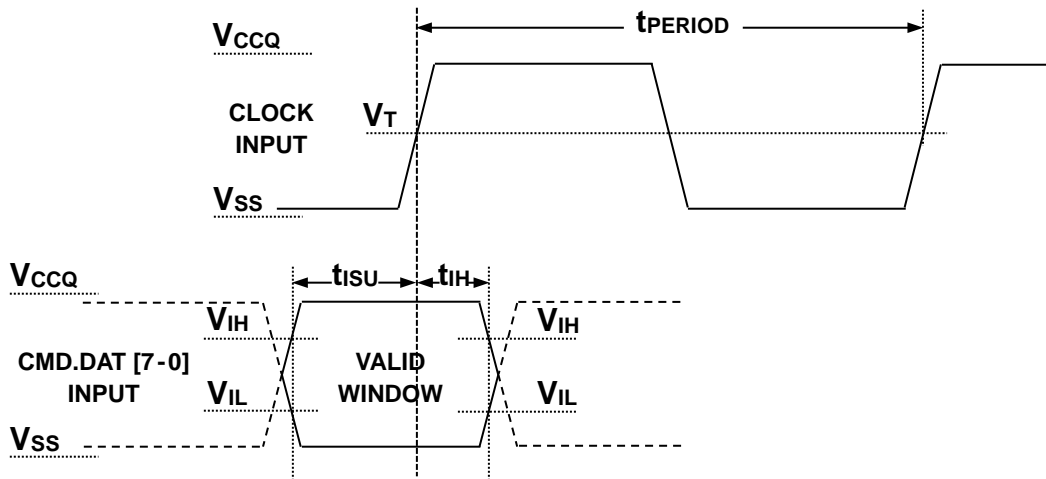 VCCQ
tPERIOD
CLOCK
INPUT
VT
VSS
VCCQ
tISU
tIH
VIH
VIH
CMD.DAT [7-0]
INPUT
VALID
WINDOW
VIL
VIL
VSS